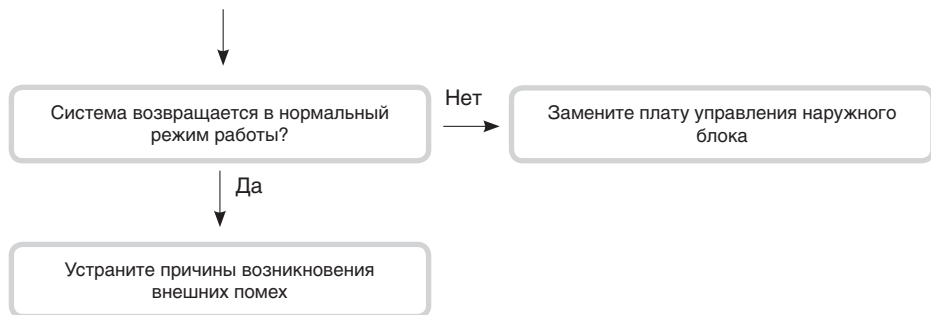 Система возвращается в нормальный
режим работы?
Нет
Замените плату управления наружного
блока
Да
Устраните причины возникновения
внешних помех